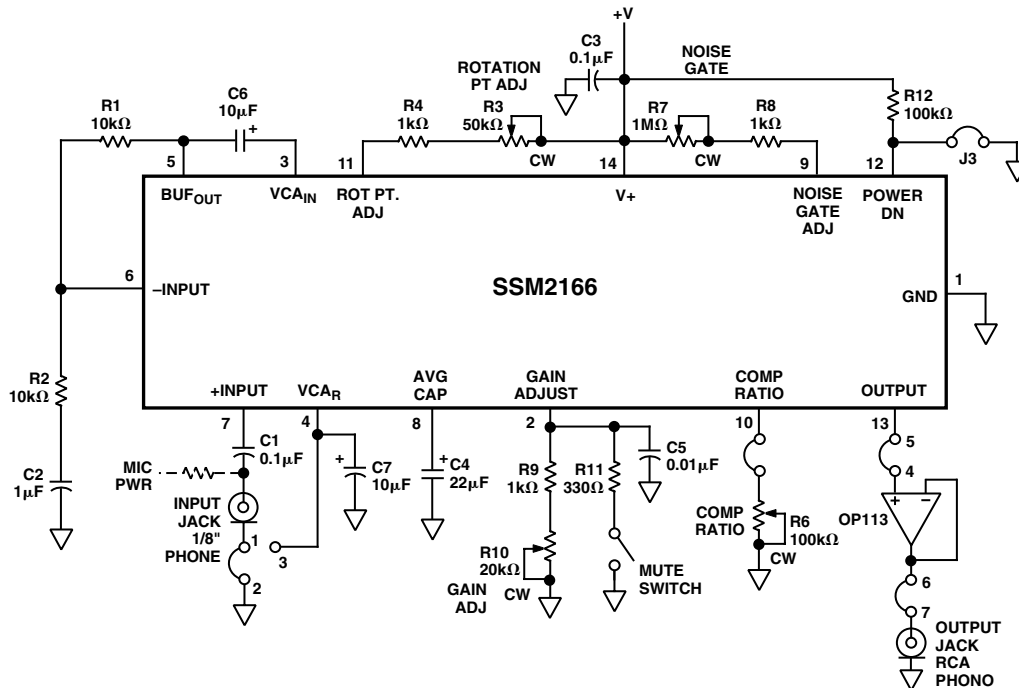 +V
C3
0.1µF
NOISE
GATE
ROTATION
PT ADJ
R1
10kΩ
C6
10µF
+
R4
1kΩ
R3
50kΩ
R7
1MΩ
R8
1kΩ
R12
100kΩ
CW
CW
J3
5
3
11
14
9
12
BUFOUT
VCAIN
ROT PT.
ADJ
V+
NOISE
GATE
ADJ
POWER
DN
6
–INPUT
SSM2166
1
GND
R2
10kΩ
C2
1µF
+INPUT
VCAR
AVG
CAP
GAIN
ADJUST
COMP
RATIO
OUTPUT
7
4
8
2
10
13
C1
0.1µF
MIC
PWR
INPUT
JACK
1/8"
PHONE
1
2
3
+
C7
10µF
+
C4
22µF
R9
1kΩ
R11
330Ω
C5
0.01µF
R10
20kΩ
GAIN
ADJ
CW
MUTE
SWITCH
COMP
RATIO
R6
100kΩ
CW
5
4
+
–
OP113
6
7
OUTPUT
JACK
RCA
PHONO